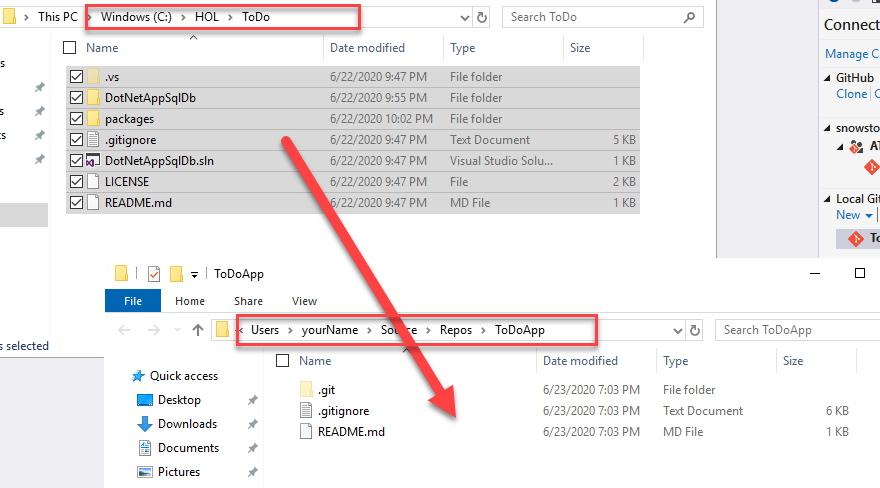 This PC > Windows (C:) > HOL > ToDo
Search ToDo
Name Date modified Type Size
.vs 6/22/2020 9:47 PM File folder
DotNetAppSqlDb 6/22/2020 9:55 PM File folder
packages 6/22/2020 10:02 PM File folder
.gitignore 6/22/2020 9:47 PM Text Document 5 KB
DotNetAppSqlDb.sln 6/22/2020 9:47 PM Visual Studio Solu... 3 KB
LICENSE 6/22/2020 9:47 PM File 2 KB
README.md 6/22/2020 9:47 PM MD File 1 KB
s selected
Connect
Manage Co
GitHub
Clone
snowsto
Local Git
New
To
ToDoApp
File Home Share View
« Users > yourName > Source > Repos > ToDoApp
Search ToDoApp
Name Date modified Type Size
Quick access
Desktop
Downloads
Documents
Pictures
.git 6/23/2020 7:03 PM File folder
.gitignore 6/23/2020 7:03 PM Text Document 6 KB
README.md 6/23/2020 7:03 PM MD File 1 KB